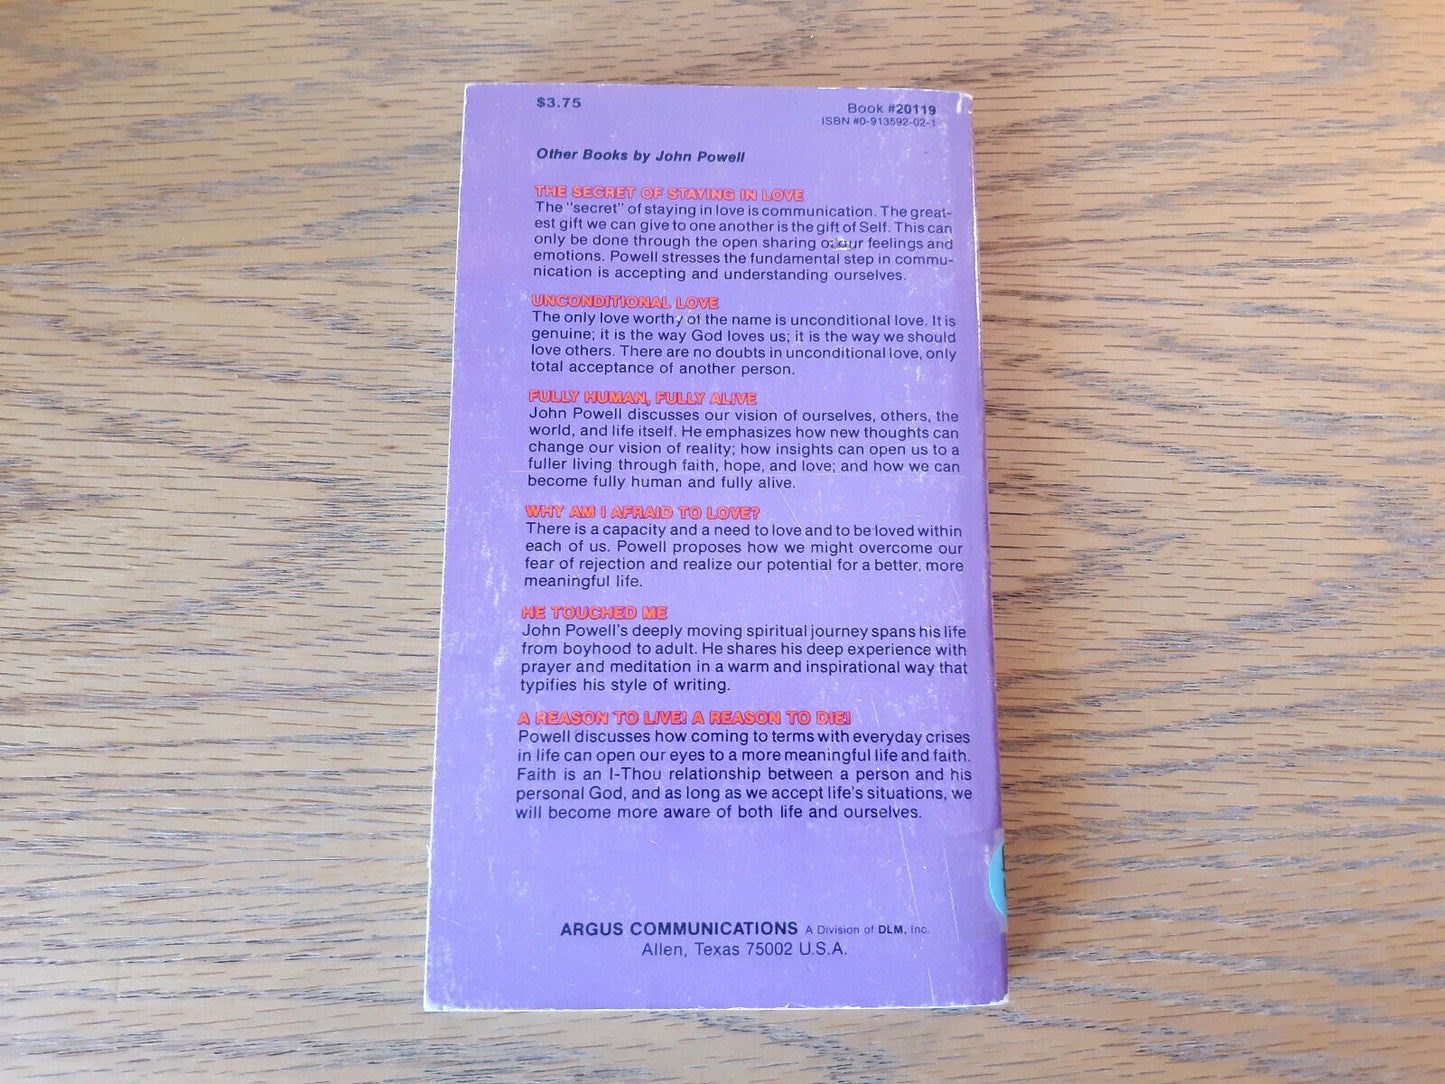 $3.75
Book #20119
ISBN #0-913592-02-1
Other Books by John Powell
THE SECRET OF STAYING IN LOVE
The "secret" of staying in love is communication. The great-
est gift we can give to one another is the gift of Self. This can
only be done through the open sharing of our feelings and
emotions. Powell stresses the fundamental step in commu-
nication is accepting and understanding ourselves.
UNCONDITIONAL LOVE
The only love worthy of the name is unconditional love. It is
genuine; it is the way God loves us; it is the way we should
love others. There are no doubts in unconditional love, only
total acceptance of another person.
FULLY HUMAN, FULLY ALIVE
John Powell discusses our vision of ourselves, others, the
world, and life itself. He emphasizes how new thoughts can
change our vision of reality; how insights can open us to a
fuller living through faith, hope, and love; and how we can
become fully human and fully alive.
WHY AM I AFRAID TO LOVE?
There is a capacity and a need to love and to be loved within
each of us. Powell proposes how we might overcome our
fear of rejection and realize our potential for a better, more
meaningful life.
HE TOUCHED ME
John Powell's deeply moving spiritual journey spans his life
from boyhood to adult. He shares his deep experience with
prayer and meditation in a warm and inspirational way that
typifies his style of writing.
A REASON TO LIVE! A REASON TO DIE!
Powell discusses how coming to terms with everyday crises
in life can open our eyes to a more meaningful life and faith.
Faith is an I-Thou relationship between a person and his
personal God, and as long as we accept life's situations, we
will become more aware of both life and ourselves.
ARGUS COMMUNICATIONS A Division of DLM, Inc.
Allen, Texas 75002 U.S.A.